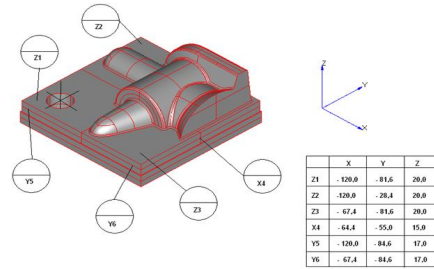 Z2
Z1
Z
Y
X
Y5
X4
Z3
Y6
X Y Z
Z1 - 120,0 - 81,6 20,0
Z2 -120,0 - 28,4 20,0
Z3 - 67,4 - 81,6 20,0
X4 - 64,4 - 55,0 15,0
Y5 - 120,0 - 84,6 17,0
Y6 - 67,4 - 84,6 17,0